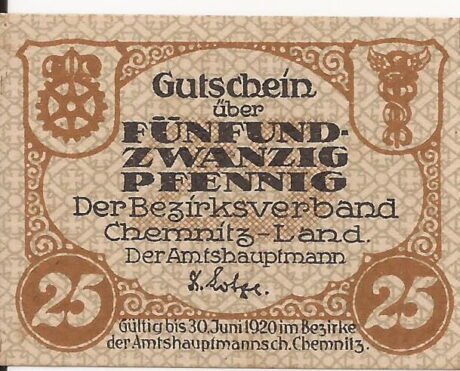 Gutschein
über
FÜNFUND-
ZWANZIG
PFENNIG
Der Bezirksverband
Chemnitz-Land.
Der Amtshauptmann
25
25
Gültig bis 30. Juni 1920 im Bezirke
der Amtshauptmannsch. Chemnitz.